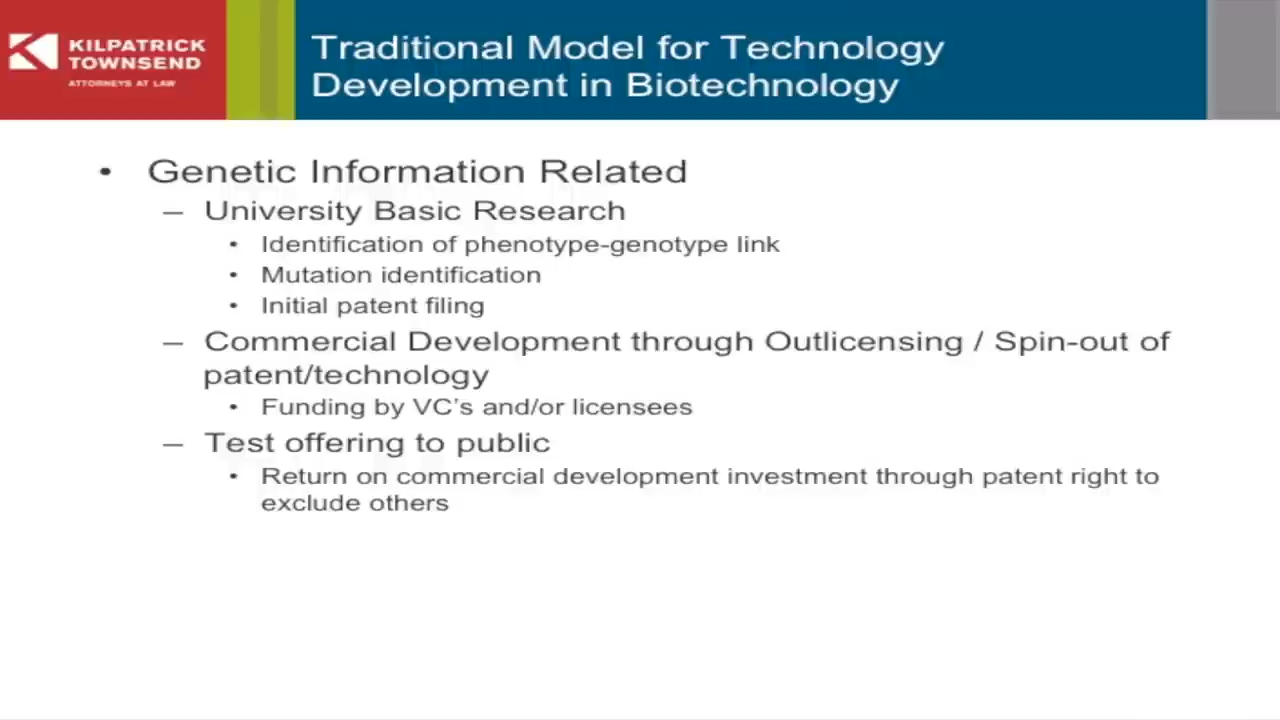 KILPATRICK
TOWNSEND
ATTORNEYS AT LAW
Traditional Model for Technology
Development in Biotechnology
• Genetic Information Related
– University Basic Research
• Identification of phenotype-genotype link
• Mutation identification
• Initial patent filing
– Commercial Development through Outlicensing / Spin-out of
patent/technology
• Funding by VC's and/or licensees
– Test offering to public
• Return on commercial development investment through patent right to
exclude others